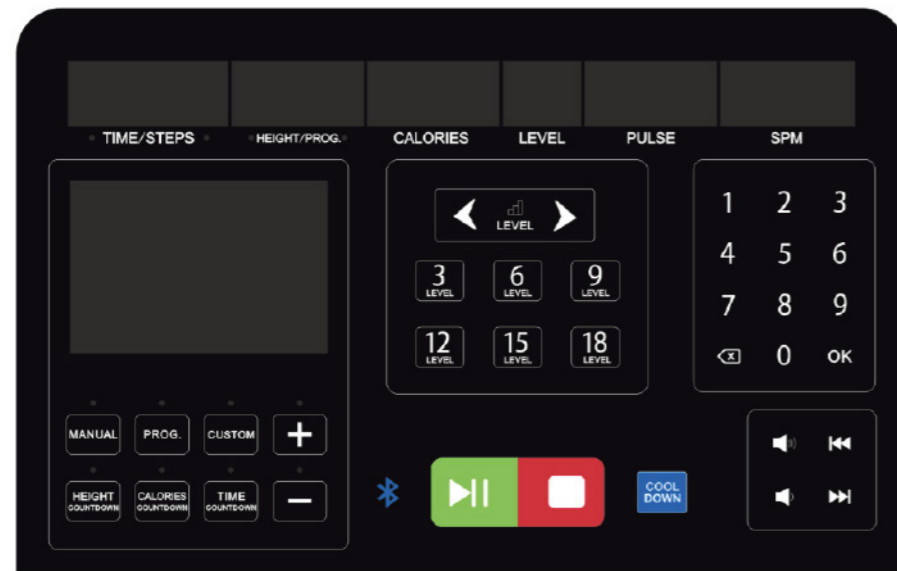 TIME/STEPS HEIGHT/PROG. CALORIES LEVEL PULSE SPM
LEVEL
3 LEVEL 6 LEVEL 9 LEVEL
12 LEVEL 15 LEVEL 18 LEVEL
1 2 3
4 5 6
7 8 9
0 OK
MANUAL PROG. CUSTOM +
HEIGHT COUNTDOWN CALORIES COUNTDOWN TIME COUNTDOWN −
COOL
DOWN